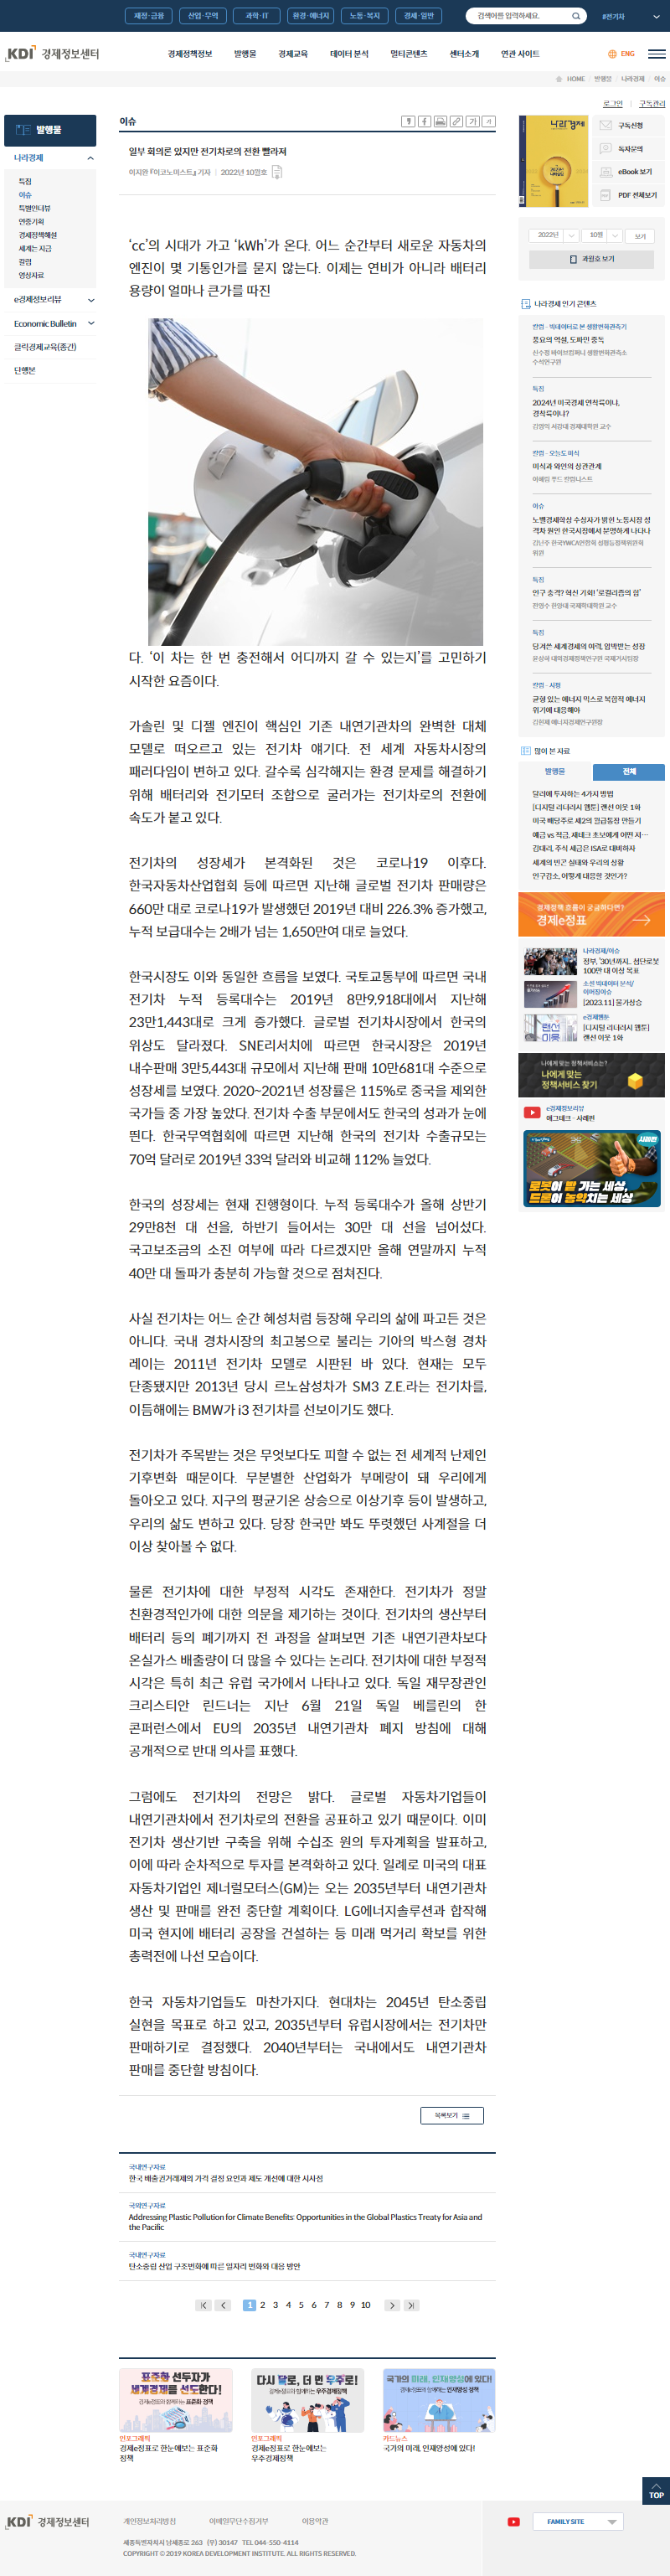 재정·금융
산업·무역
과학·IT
환경·에너지
노동·복지
경제·일반
검색어를 입력하세요.
#전기차
KDI 경제정보센터
경제정책정보
발행물
경제교육
데이터 분석
멀티콘텐츠
센터소개
연관 사이트
ENG
HOME
발행물
나라경제
이슈
로그인
구독관리
발행물
나라경제
특집
이슈
특별인터뷰
연중기획
경제정책해설
세계는 지금
칼럼
영상자료
e경제정보리뷰
Economic Bulletin
클릭경제교육(종간)
단행본
이슈
일부 회의론 있지만 전기차로의 전환 빨라져
이지완 『이코노미스트』 기자
2022년 10월호
‘cc’의 시대가 가고 ‘kWh’가 온다. 어느 순간부터 새로운 자동차의
엔진이 몇 기통인가를 묻지 않는다. 이제는 연비가 아니라 배터리
용량이 얼마나 큰가를 따진
다. ‘이 차는 한 번 충전해서 어디까지 갈 수 있는지’를 고민하기
시작한 요즘이다.
가솔린 및 디젤 엔진이 핵심인 기존 내연기관차의 완벽한 대체
모델로 떠오르고 있는 전기차 얘기다. 전 세계 자동차시장의
패러다임이 변하고 있다. 갈수록 심각해지는 환경 문제를 해결하기
위해 배터리와 전기모터 조합으로 굴러가는 전기차로의 전환에
속도가 붙고 있다.
전기차의 성장세가 본격화된 것은 코로나19 이후다.
한국자동차산업협회 등에 따르면 지난해 글로벌 전기차 판매량은
660만 대로 코로나19가 발생했던 2019년 대비 226.3% 증가했고,
누적 보급대수는 2배가 넘는 1,650만여 대로 늘었다.
한국시장도 이와 동일한 흐름을 보였다. 국토교통부에 따르면 국내
전기차 누적 등록대수는 2019년 8만9,918대에서 지난해
23만1,443대로 크게 증가했다. 글로벌 전기차시장에서 한국의
위상도 달라졌다. SNE리서치에 따르면 한국시장은 2019년
내수판매 3만5,443대 규모에서 지난해 판매 10만681대 수준으로
성장세를 보였다. 2020~2021년 성장률은 115%로 중국을 제외한
국가들 중 가장 높았다. 전기차 수출 부문에서도 한국의 성과가 눈에
띈다. 한국무역협회에 따르면 지난해 한국의 전기차 수출규모는
70억 달러로 2019년 33억 달러와 비교해 112% 늘었다.
한국의 성장세는 현재 진행형이다. 누적 등록대수가 올해 상반기
29만8천 대 선을, 하반기 들어서는 30만 대 선을 넘어섰다.
국고보조금의 소진 여부에 따라 다르겠지만 올해 연말까지 누적
40만 대 돌파가 충분히 가능할 것으로 점쳐진다.
사실 전기차는 어느 순간 혜성처럼 등장해 우리의 삶에 파고든 것은
아니다. 국내 경차시장의 최고봉으로 불리는 기아의 박스형 경차
레이는 2011년 전기차 모델로 시판된 바 있다. 현재는 모두
단종됐지만 2013년 당시 르노삼성차가 SM3 Z.E.라는 전기차를,
이듬해에는 BMW가 i3 전기차를 선보이기도 했다.
전기차가 주목받는 것은 무엇보다도 피할 수 없는 전 세계적 난제인
기후변화 때문이다. 무분별한 산업화가 부메랑이 돼 우리에게
돌아오고 있다. 지구의 평균기온 상승으로 이상기후 등이 발생하고,
우리의 삶도 변하고 있다. 당장 한국만 봐도 뚜렷했던 사계절을 더
이상 찾아볼 수 없다.
물론 전기차에 대한 부정적 시각도 존재한다. 전기차가 정말
친환경적인가에 대한 의문을 제기하는 것이다. 전기차의 생산부터
배터리 등의 폐기까지 전 과정을 살펴보면 기존 내연기관차보다
온실가스 배출량이 더 많을 수 있다는 논리다. 전기차에 대한 부정적
시각은 특히 최근 유럽 국가에서 나타나고 있다. 독일 재무장관인
크리스티안 린드너는 지난 6월 21일 독일 베를린의 한
콘퍼런스에서 EU의 2035년 내연기관차 폐지 방침에 대해
공개적으로 반대 의사를 표했다.
그럼에도 전기차의 전망은 밝다. 글로벌 자동차기업들이
내연기관차에서 전기차로의 전환을 공표하고 있기 때문이다. 이미
전기차 생산기반 구축을 위해 수십조 원의 투자계획을 발표하고,
이에 따라 순차적으로 투자를 본격화하고 있다. 일례로 미국의 대표
자동차기업인 제너럴모터스(GM)는 오는 2035년부터 내연기관차
생산 및 판매를 완전 중단할 계획이다. LG에너지솔루션과 합작해
미국 현지에 배터리 공장을 건설하는 등 미래 먹거리 확보를 위한
총력전에 나선 모습이다.
한국 자동차기업들도 마찬가지다. 현대차는 2045년 탄소중립
실현을 목표로 하고 있고, 2035년부터 유럽시장에서는 전기차만
판매하기로 결정했다. 2040년부터는 국내에서도 내연기관차
판매를 중단할 방침이다.
목록보기
국내연구자료
한국 배출권거래제의 가격 결정 요인과 제도 개선에 대한 시사점
국외연구자료
Addressing Plastic Pollution for Climate Benefits: Opportunities in the Global Plastics Treaty for Asia and
the Pacific
국내연구자료
탄소중립 산업 구조변화에 따른 일자리 변화와 대응 방안
1 2 3 4 5 6 7 8 9 10
표준화 선두자가
세계경제를 선도한다!
경제e정표와 함께하는 표준화 정책
인포그래픽
경제e정표로 한눈에보는 표준화
정책
다시 달로, 더 먼 우주로!
경제e정표와 함께하는 우주경제정책
인포그래픽
경제e정표로 한눈에보는
우주경제정책
국가의 미래, 인재양성에 있다!
경제e정표와 함께하는 인재양성 정책
카드뉴스
국가의 미래, 인재양성에 있다!
나라경제
구독신청
독자문의
eBook 보기
PDF 전체보기
2022년
10월
보기
과월호 보기
나라경제 인기 콘텐츠
칼럼 - 빅데이터로 본 생활변화관측기
풍요의 역설, 도파민 중독
신수정 바이브컴퍼니 생활변화관측소
수석연구원
특집
2024년 미국경제 연착륙이냐,
경착륙이냐?
김영익 서강대 경제대학원 교수
칼럼 - 오늘도 미식
미식과 와인의 상관관계
이해림 푸드 칼럼니스트
이슈
노벨경제학상 수상자가 밝힌 노동시장 성
격차 원인 한국시장에서 분명하게 나타나
김난주 한국YWCA연합회 성평등정책위원회
위원
특집
인구 충격? 혁신 기회! ‘로컬리즘의 힘’
전영수 한양대 국제학대학원 교수
특집
당겨쓴 세계경제의 여력, 압박받는 성장
윤상하 대외경제정책연구원 국제거시팀장
칼럼 - 시평
균형 있는 에너지 믹스로 복합적 에너지
위기에 대응해야
김현제 에너지경제연구원장
많이 본 자료
발행물
전체
달러에 투자하는 4가지 방법
[디지털 리더러시 웹툰] 랜선 이웃 1화
미국 배당주로 제2의 월급통장 만들기
예금 vs 적금, 재테크 초보에게 어떤 저…
김대리, 주식 세금은 ISA로 대비하자
세계의 빈곤 실태와 우리의 상황
인구감소, 어떻게 대응할 것인가?
경제정책 흐름이 궁금하다면?
경제e정표
나라경제/이슈
정부, ‘30년까지.. 첨단로봇
100만 대 이상 목표
소셜 빅데이터 분석/
이머징이슈
[2023.11] 물가상승
e경제웹툰
[디지털 리더러시 웹툰]
랜선 이웃 1화
나에게 맞는 정책서비스는?
나에게 맞는
정책서비스 찾기
e경제정보리뷰
애그테크 - 사례편
사례편
로봇이 밭 가는 세상,
드론이 농약치는 세상
TOP
KDI 경제정보센터
개인정보처리방침
이메일무단수집거부
이용약관
세종특별자치시 남세종로 263 (우) 30147 TEL 044-550-4114
COPYRIGHT © 2019 KOREA DEVELOPMENT INSTITUTE. ALL RIGHTS RESERVED.
FAMILY SITE